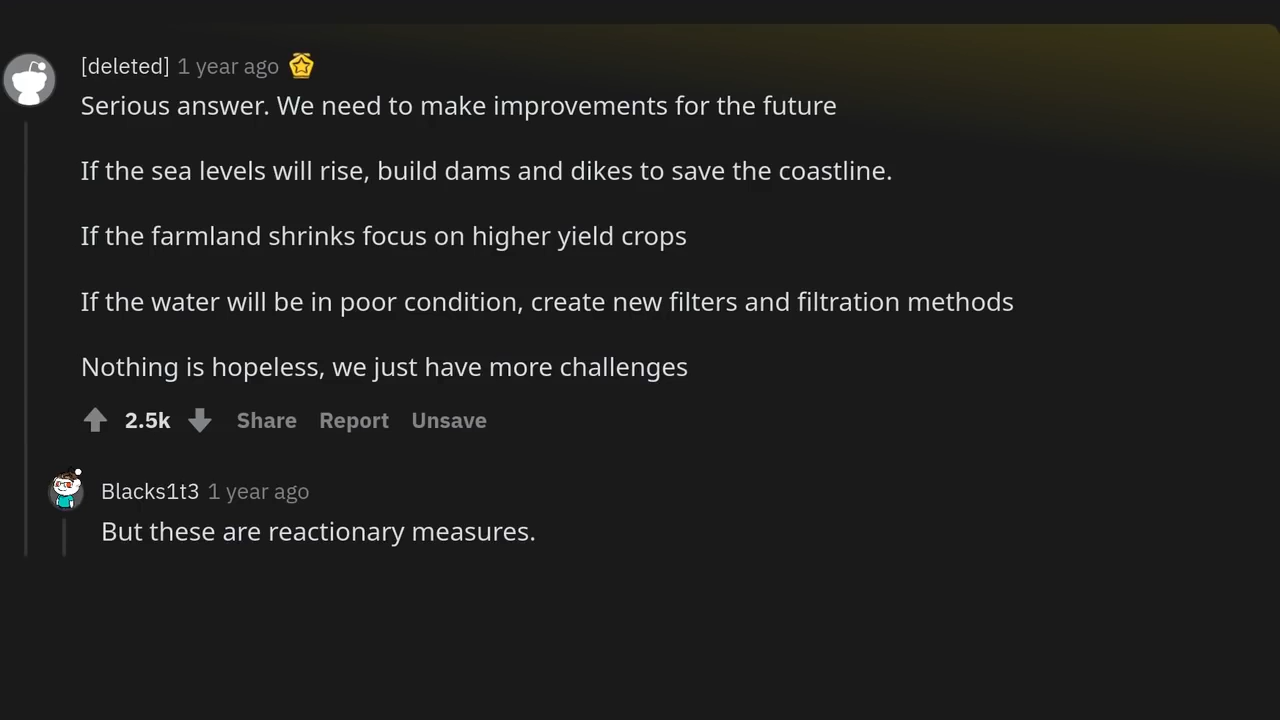 [deleted] 1 year ago
Serious answer. We need to make improvements for the future
If the sea levels will rise, build dams and dikes to save the coastline.
If the farmland shrinks focus on higher yield crops
If the water will be in poor condition, create new filters and filtration methods
Nothing is hopeless, we just have more challenges
2.5k Share Report Unsave
Blacks1t3 1 year ago
But these are reactionary measures.